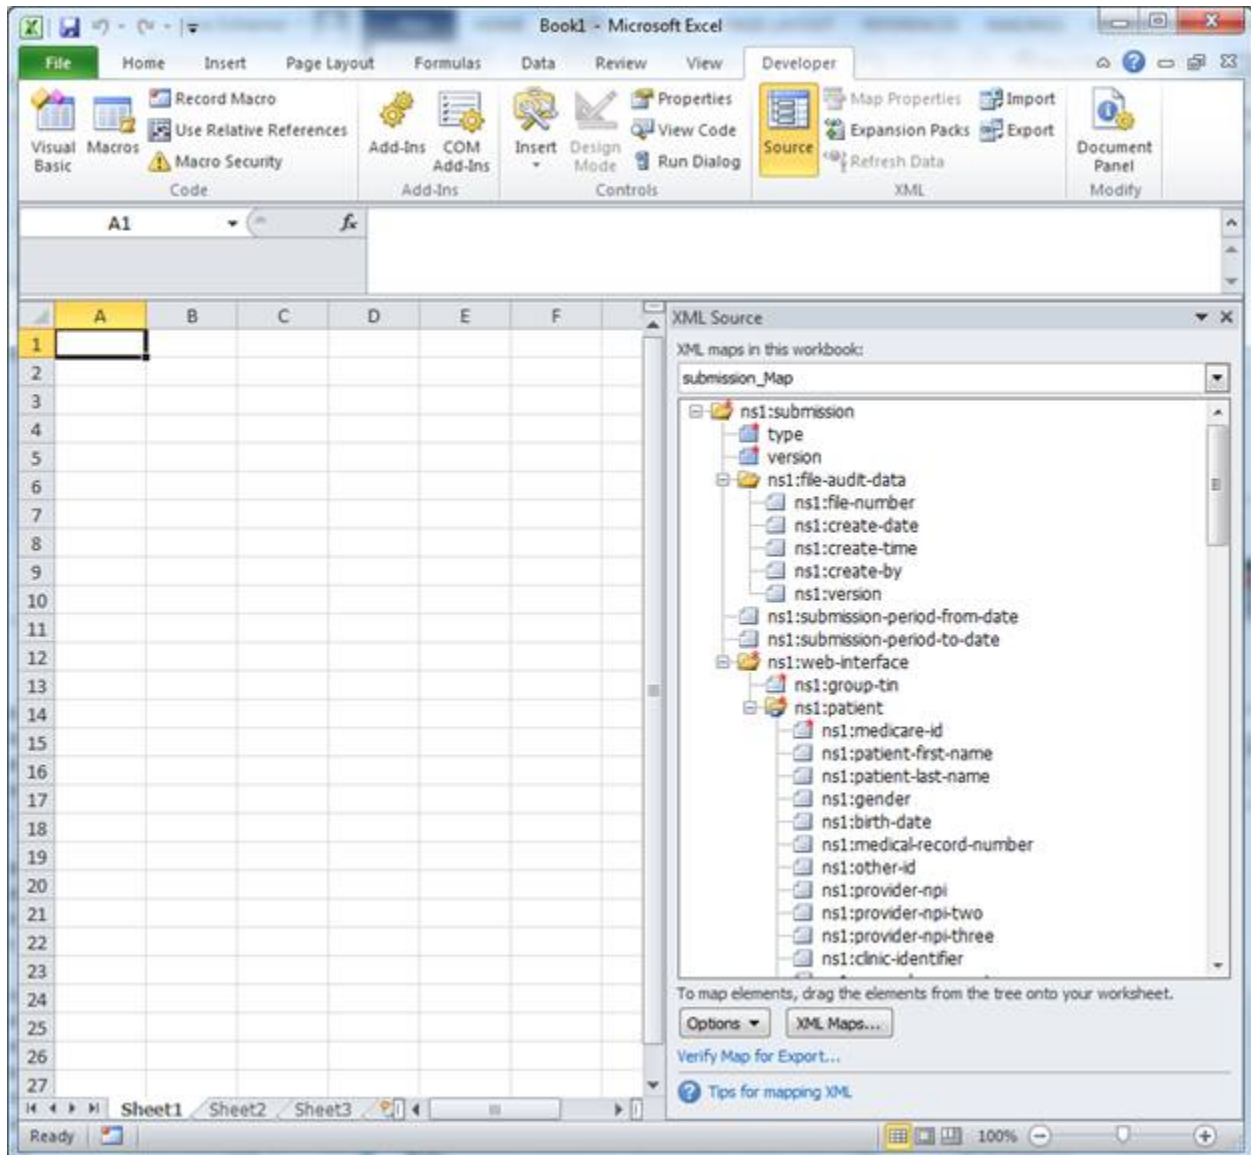 Book1 - Microsoft Excel
File Home Insert Page Layout Formulas Data Review View Developer
Visual Basic
Macros
Record Macro
Use Relative References
Macro Security
Code
Add-Ins
COM Add-Ins
Add-Ins
Insert
Design Mode
Properties
View Code
Run Dialog
Controls
Source
Map Properties
Expansion Packs
Refresh Data
Import
Export
XML
Document Panel
Modify
A1 fx
A B C D E F
1
2
3
4
5
6
7
8
9
10
11
12
13
14
15
16
17
18
19
20
21
22
23
24
25
26
27
XML Source
XML maps in this workbook:
submission_Map
ns1:submission
type
version
ns1:file-audit-data
ns1:file-number
ns1:create-date
ns1:create-time
ns1:create-by
ns1:version
ns1:submission-period-from-date
ns1:submission-period-to-date
ns1:web-interface
ns1:group-tin
ns1:patient
ns1:medicare-id
ns1:patient-first-name
ns1:patient-last-name
ns1:gender
ns1:birth-date
ns1:medical-record-number
ns1:other-id
ns1:provider-npi
ns1:provider-npi-two
ns1:provider-npi-three
ns1:clinic-identifier
To map elements, drag the elements from the tree onto your worksheet.
Options XML Maps...
Verify Map for Export...
Tips for mapping XML
Sheet1 Sheet2 Sheet3
Ready 100%